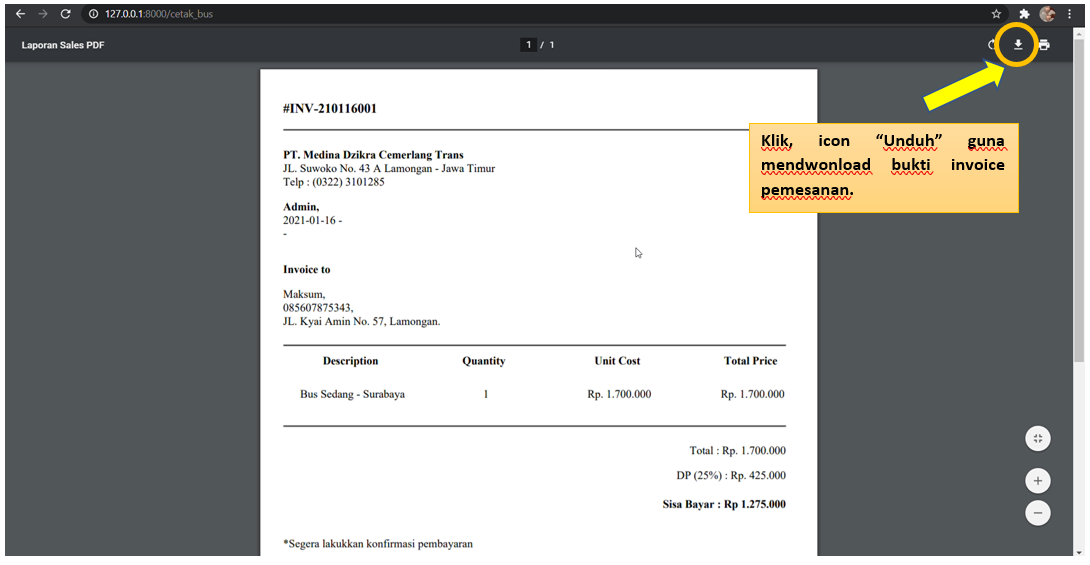 127.0.0.1:8000/cetak_bus
Laporan Sales PDF
1 / 1
Klik, icon “Unduh” guna
mendwonload bukti invoice
pemesanan.
#INV-210116001
PT. Medina Dzikra Cemerlang Trans
JL. Suwoko No. 43 A Lamongan - Jawa Timur
Telp : (0322) 3101285
Admin,
2021-01-16 -
-
Invoice to
Maksum,
085607875343,
JL. Kyai Amin No. 57, Lamongan.
Description Quantity Unit Cost Total Price
Bus Sedang - Surabaya 1 Rp. 1.700.000 Rp. 1.700.000
Total : Rp. 1.700.000
DP (25%) : Rp. 425.000
Sisa Bayar : Rp 1.275.000
*Segera lakukkan konfirmasi pembayaran